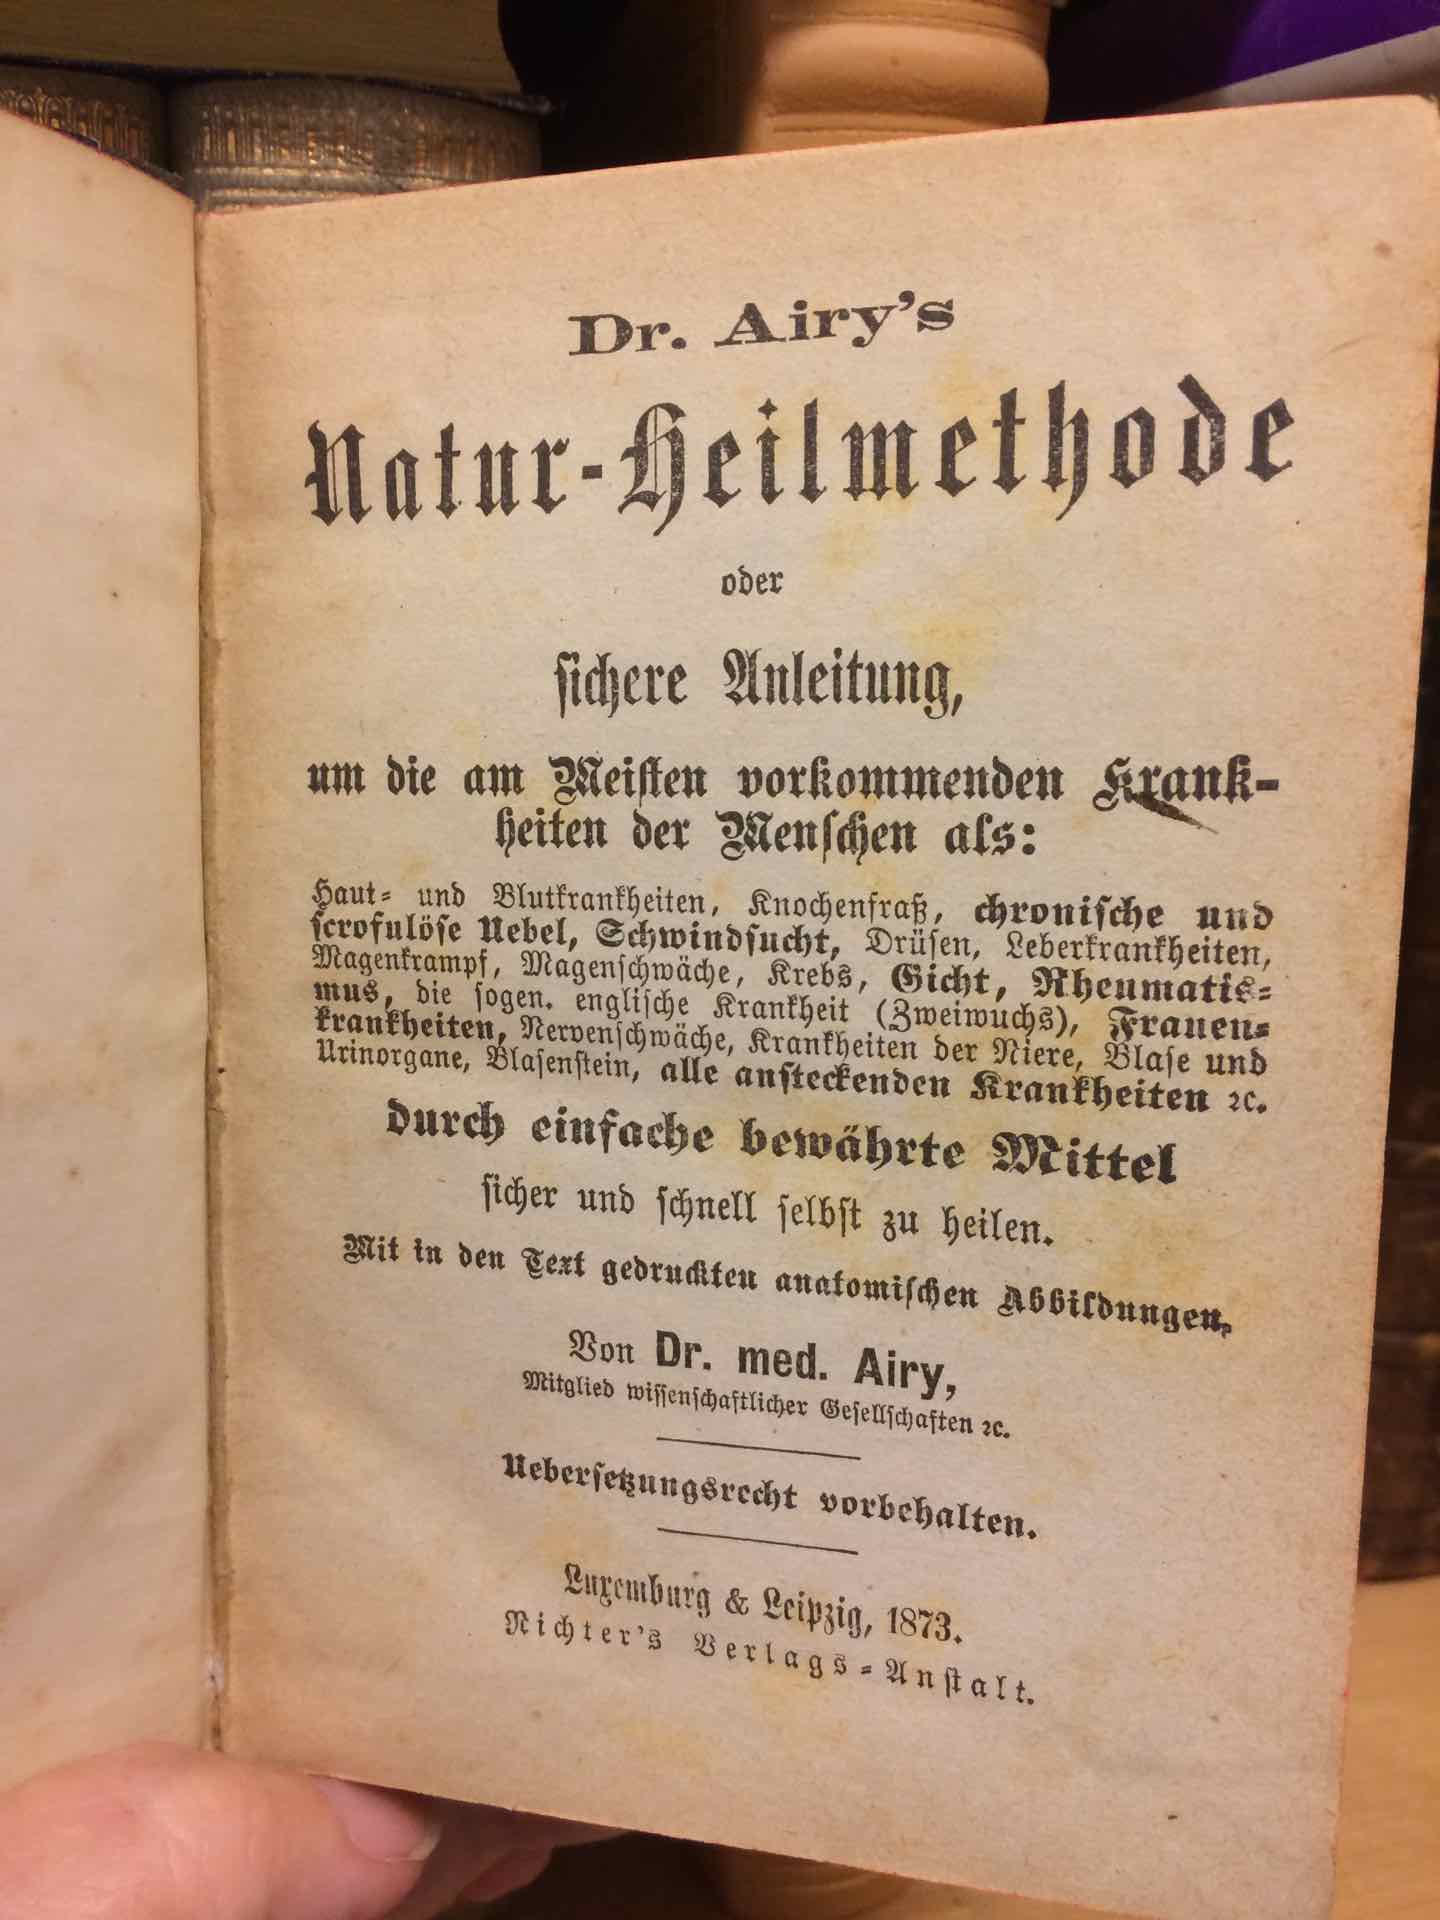 Dr. Airy's
Natur-Heilmethode
oder
sichere Anleitung,
um die am Meisten vorkommenden Krank-
heiten der Menschen als:
Haut- und Blutkrankheiten, Knochenfraß, chronische und
scrofulöse Uebel, Schwindsucht, Drüsen, Leberkrankheiten,
Magenkrampf, Magenschwäche, Krebs, Gicht, Rheumatis-
mus, die sogen. englische Krankheit (Zweiwuchs), Frauen-
krankheiten, Nervenschwäche, Krankheiten der Niere, Blase und
Urinorgane, Blasenstein, alle ansteckenden Krankheiten ꝛc.
durch einfache bewährte Mittel
sicher und schnell selbst zu heilen.
Mit in den Text gedruckten anatomischen Abbildungen,
Von Dr. med. Airy,
Mitglied wissenschaftlicher Gesellschaften ꝛc.
Uebersetzungsrecht vorbehalten.
Luxemburg & Leipzig, 1873.
Richter's Verlags-Anstalt.